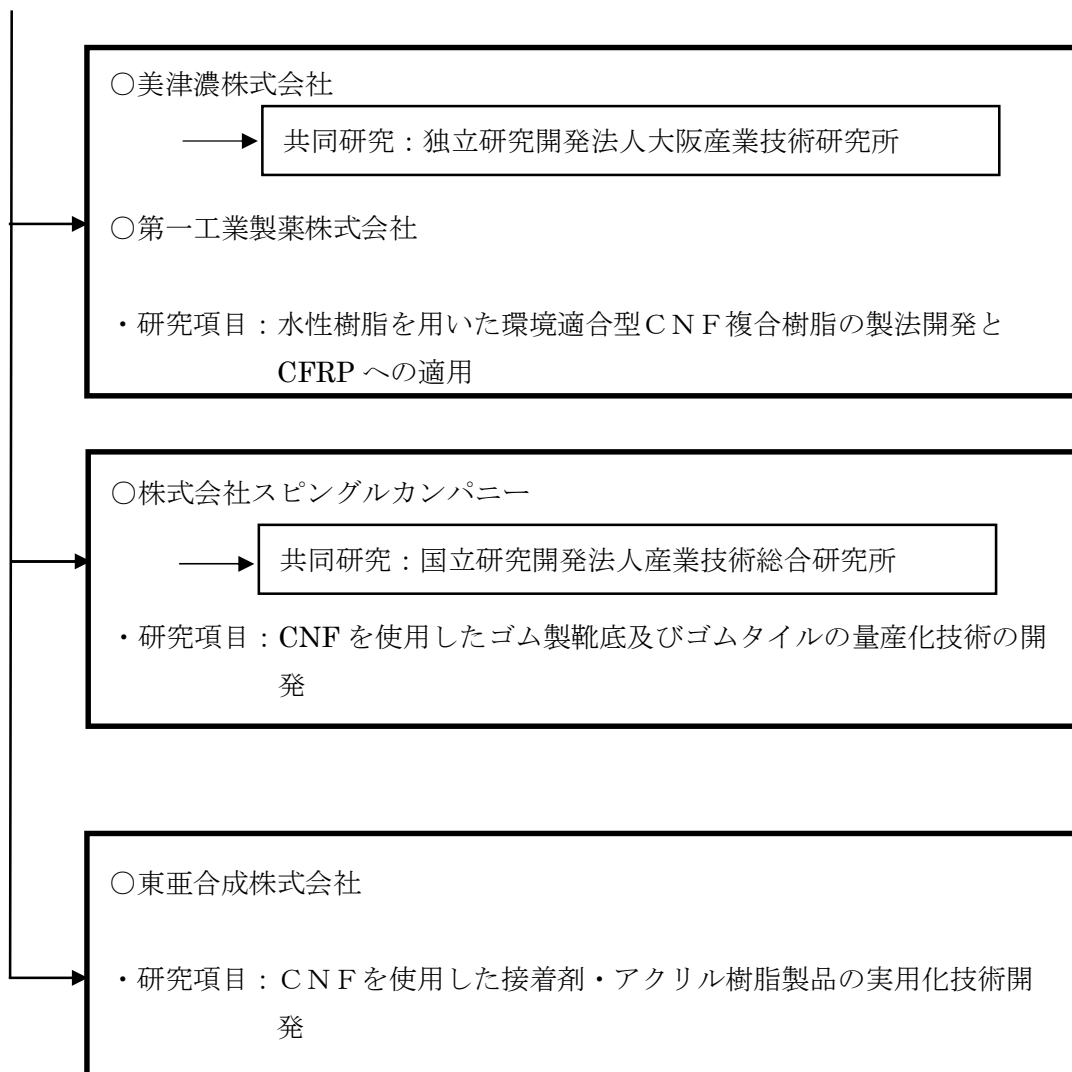 ○美津濃株式会社
共同研究：独立研究開発法人大阪産業技術研究所
○第一工業製薬株式会社
・研究項目：水性樹脂を用いた環境適合型ＣＮＦ複合樹脂の製法開発と
CFRP への適用
○株式会社スピングルカンパニー
共同研究：国立研究開発法人産業技術総合研究所
・研究項目：CNF を使用したゴム製靴底及びゴムタイルの量産化技術の開
発
○東亜合成株式会社
・研究項目：ＣＮＦを使用した接着剤・アクリル樹脂製品の実用化技術開
発